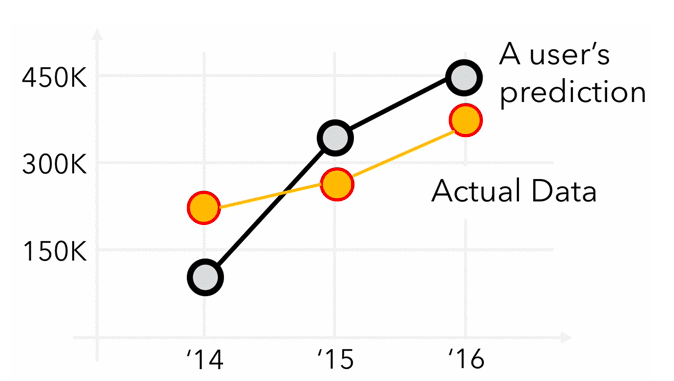 450K
300K
150K
A user’s
prediction
Actual Data
‘14
‘15
‘16